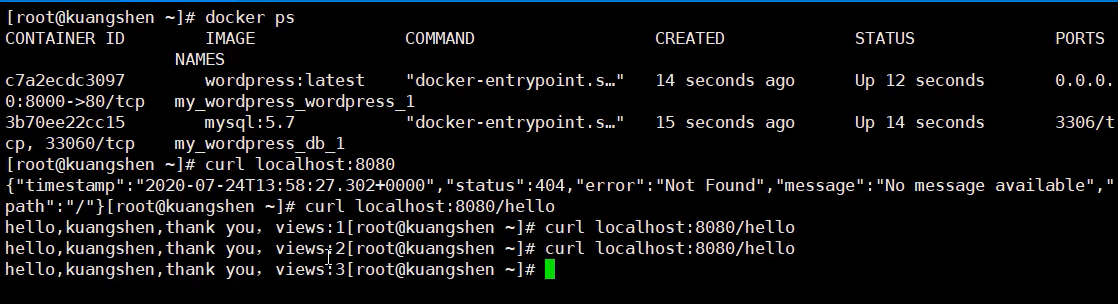 [root@kuangshen ~]# docker ps
CONTAINER ID        IMAGE               COMMAND                  CREATED             STATUS              PORTS
                 NAMES
c7a2ecdc3097        wordpress:latest    "docker-entrypoint.s…"   14 seconds ago      Up 12 seconds       0.0.0.
0:8000->80/tcp   my_wordpress_wordpress_1
3b70ee22cc15        mysql:5.7           "docker-entrypoint.s…"   15 seconds ago      Up 14 seconds       3306/t
cp, 33060/tcp    my_wordpress_db_1
[root@kuangshen ~]# curl localhost:8080
{"timestamp":"2020-07-24T13:58:27.302+0000","status":404,"error":"Not Found","message":"No message available","
path":"/"}[root@kuangshen ~]# curl localhost:8080/hello
hello,kuangshen,thank you，views:1[root@kuangshen ~]# curl localhost:8080/hello
hello,kuangshen,thank you，views:2[root@kuangshen ~]# curl localhost:8080/hello
hello,kuangshen,thank you，views:3[root@kuangshen ~]#